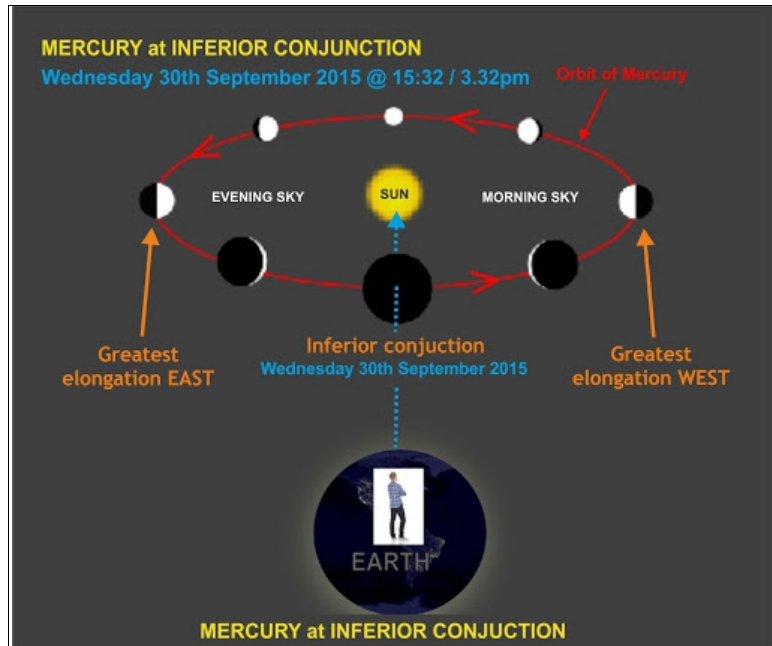 MERCURY at INFERIOR CONJUNCTION
Wednesday 30th September 2015 @ 15:32 / 3.32pm
Orbit of Mercury
EVENING SKY
SUN
MORNING SKY
Inferior conjuction
Wednesday 30th September 2015
Greatest
elongation EAST
Greatest
elongation WEST
EARTH
MERCURY at INFERIOR CONJUCTION